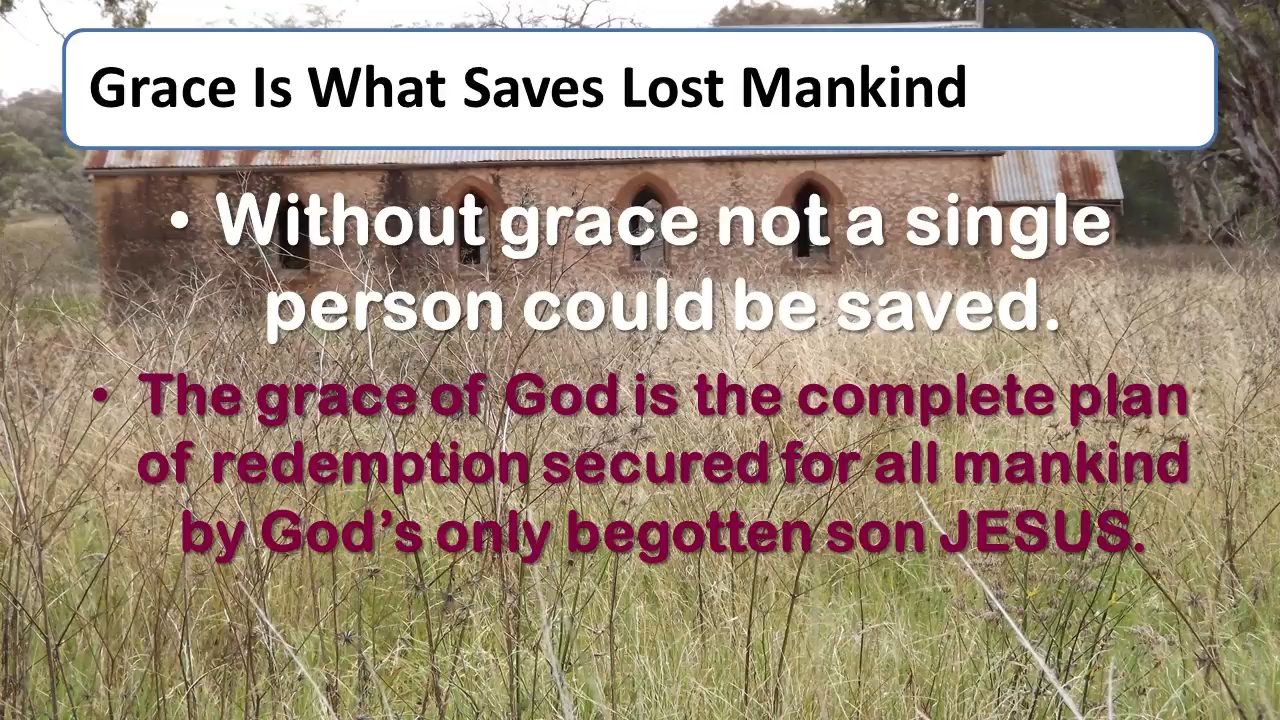 Grace Is What Saves Lost Mankind
• Without grace not a single
person could be saved.
• The grace of God is the complete plan
of redemption secured for all mankind
by God’s only begotten son JESUS.